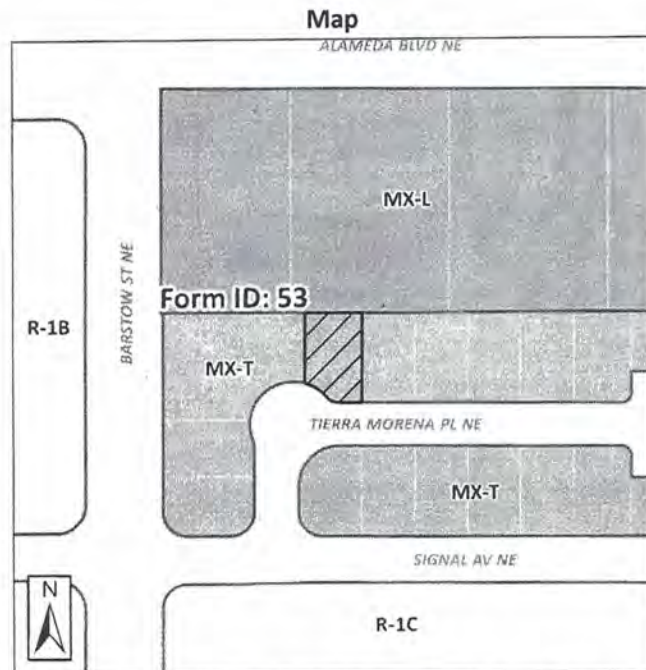 Map
ALAMEDA BLVD NE
MX-L
BARSTOW ST NE
Form ID: 53
R-1B
MX-T
TIERRA MORENA PL NE
MX-T
SIGNAL AV NE
N
R-1C